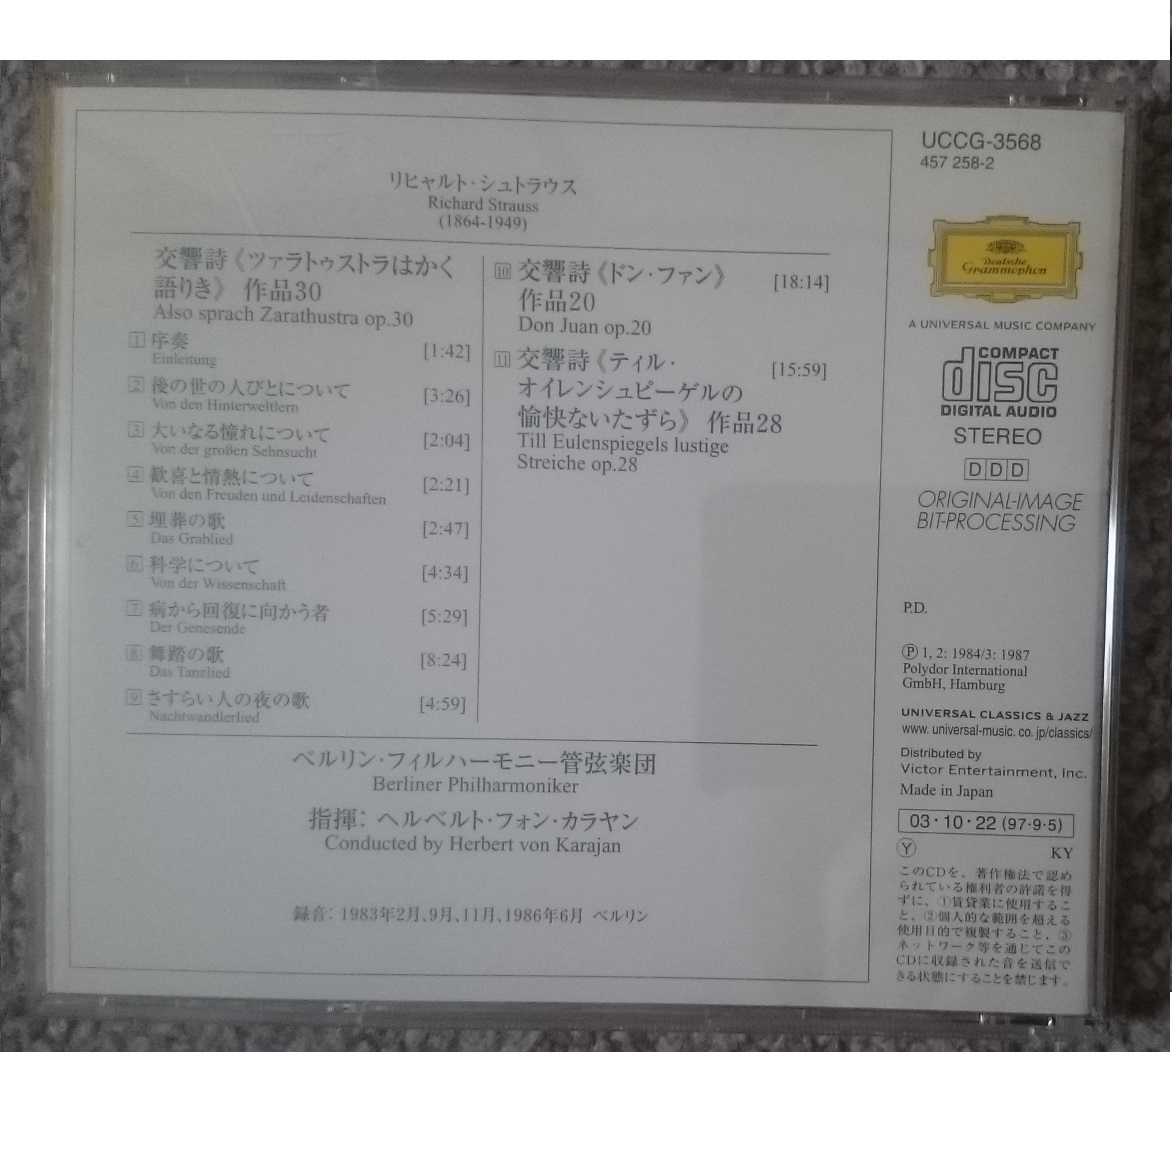 リヒャルト・シュトラウス
Richard Strauss
(1864-1949)
交響詩《ツァラトゥストラはかく
語りき》 作品30
Also sprach Zarathustra op.30
1 序奏 [1:42]
Einleitung
2 後の世の人びとについて [3:26]
Von den Hinterweltlern
3 大いなる憧れについて [2:04]
Von der großen Sehnsucht
4 歓喜と情熱について [2:21]
Von den Freuden und Leidenschaften
5 埋葬の歌 [2:47]
Das Grablied
6 科学について [4:34]
Von der Wissenschaft
7 病から回復に向かう者 [5:29]
Der Genesende
8 舞踏の歌 [8:24]
Das Tanzlied
9 さすらい人の夜の歌 [4:59]
Nachtwandlerlied
10 交響詩《ドン・ファン》 [18:14]
作品20
Don Juan op.20
11 交響詩《ティル・ [15:59]
オイレンシュピーゲルの
愉快ないたずら》 作品28
Till Eulenspiegels lustige
Streiche op.28
ベルリン・フィルハーモニー管弦楽団
Berliner Philharmoniker
指揮：ヘルベルト・フォン・カラヤン
Conducted by Herbert von Karajan
録音：1983年2月、9月、11月、1986年6月 ベルリン
UCCG-3568
457 258-2
Deutsche
Grammophon
A UNIVERSAL MUSIC COMPANY
COMPACT
disc
DIGITAL AUDIO
STEREO
DDD
ORIGINAL-IMAGE
BIT-PROCESSING
P.D.
Ⓟ 1, 2: 1984/3: 1987
Polydor International
GmbH, Hamburg
UNIVERSAL CLASSICS & JAZZ
www. universal-music. co. jp/classics/
Distributed by
Victor Entertainment, Inc.
Made in Japan
03・10・22 (97-9-5)
Ⓨ KY
このCDを、著作権法で認め
られている権利者の許諾を得
ずに、①賃貸業に使用するこ
と、②個人的な範囲を超える
使用目的で複製すること、③
ネットワーク等を通じてこの
CDに収録された音を送信で
きる状態にすることを禁じます。